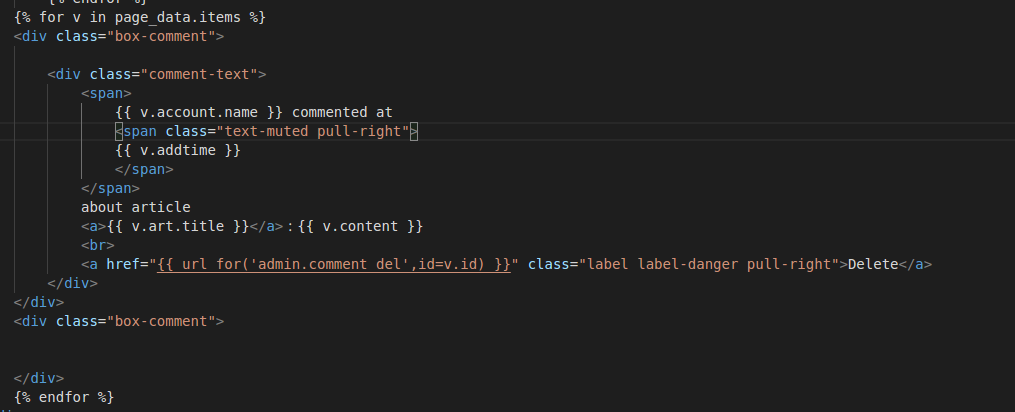 {% endfor %}
{% for v in page_data.items %}
<div class="box-comment">
<div class="comment-text">
<span>
{{ v.account.name }} commented at
<span class="text-muted pull-right">
{{ v.addtime }}
</span>
</span>
about article
<a>{{ v.art.title }}</a>：{{ v.content }}
<br>
<a href="{{ url_for('admin.comment_del',id=v.id) }}" class="label label-danger pull-right">Delete</a>
</div>
</div>
<div class="box-comment">
</div>
{% endfor %}